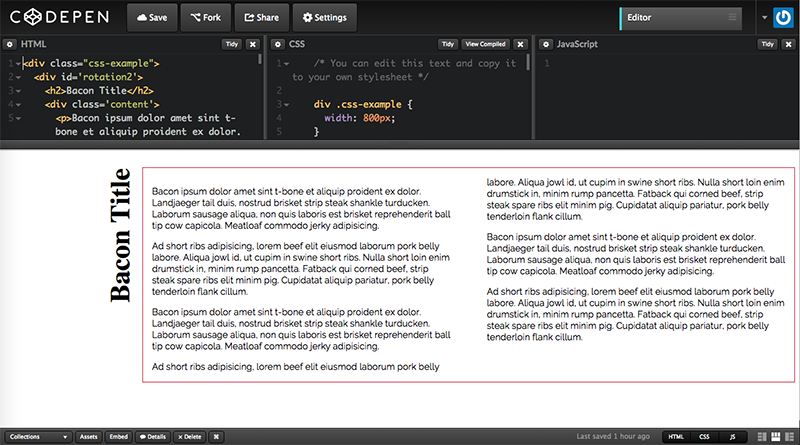 CODEPEN
Save
Fork
Share
Settings
Editor
HTML
Tidy
CSS
Tidy
View Compiled
JavaScript
Tidy
1 <div class="css-example">
2 <div id='rotation2'>
3 <h2>Bacon Title</h2>
4 <div class='content'>
5 <p>Bacon ipsum dolor amet sint t-
bone et aliquip proident ex dolor.
1 /* You can edit this text and copy it
to your own stylesheet */
2
3 div .css-example {
4 width: 800px;
5 }
1
Bacon Title
Bacon ipsum dolor amet sint t-bone et aliquip proident ex dolor.
Landjaeger tail duis, nostrud brisket strip steak shankle turducken.
Laborum sausage aliqua, non quis laboris est brisket reprehenderit ball
tip cow capicola. Meatloaf commodo jerky adipisicing.
Ad short ribs adipisicing, lorem beef elit eiusmod laborum pork belly
labore. Aliqua jowl id, ut cupim in swine short ribs. Nulla short loin enim
drumstick in, minim rump pancetta. Fatback qui corned beef, strip
steak spare ribs elit minim pig. Cupidatat aliquip pariatur, pork belly
tenderloin flank cillum.
Bacon ipsum dolor amet sint t-bone et aliquip proident ex dolor.
Landjaeger tail duis, nostrud brisket strip steak shankle turducken.
Laborum sausage aliqua, non quis laboris est brisket reprehenderit ball
tip cow capicola. Meatloaf commodo jerky adipisicing.
Ad short ribs adipisicing, lorem beef elit eiusmod laborum pork belly
labore. Aliqua jowl id, ut cupim in swine short ribs. Nulla short loin enim
drumstick in, minim rump pancetta. Fatback qui corned beef, strip
steak spare ribs elit minim pig. Cupidatat aliquip pariatur, pork belly
tenderloin flank cillum.
Bacon ipsum dolor amet sint t-bone et aliquip proident ex dolor.
Landjaeger tail duis, nostrud brisket strip steak shankle turducken.
Laborum sausage aliqua, non quis laboris est brisket reprehenderit ball
tip cow capicola. Meatloaf commodo jerky adipisicing.
Ad short ribs adipisicing, lorem beef elit eiusmod laborum pork belly
labore. Aliqua jowl id, ut cupim in swine short ribs. Nulla short loin enim
drumstick in, minim rump pancetta. Fatback qui corned beef, strip
steak spare ribs elit minim pig. Cupidatat aliquip pariatur, pork belly
tenderloin flank cillum.
Collections
Assets
Embed
Details
× Delete
Last saved 1 hour ago
HTML
CSS
JS